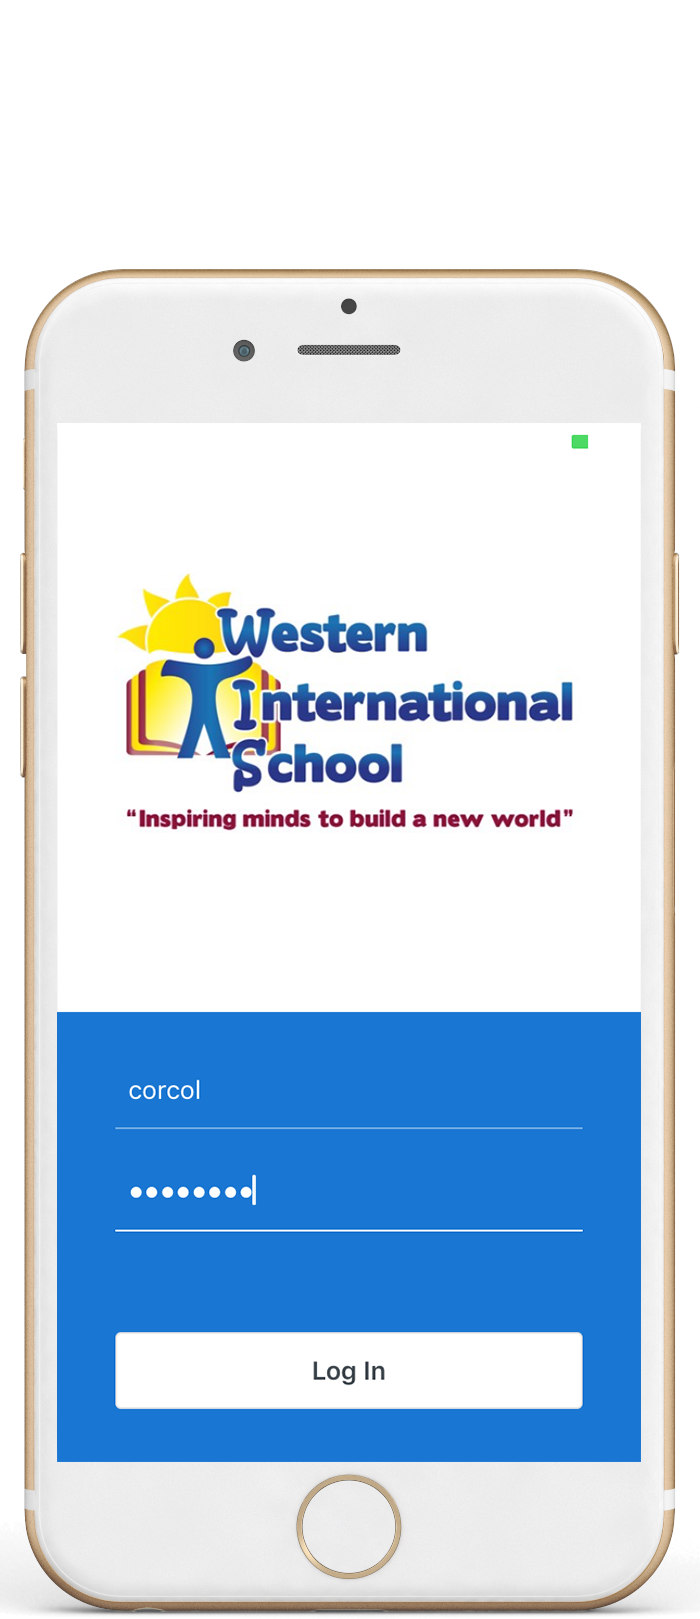 Western
International
School
“Inspiring minds to build a new world”
corcol
••••••••
Log In